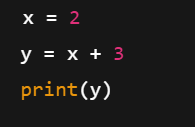 x = 2
y = x + 3
print(y)